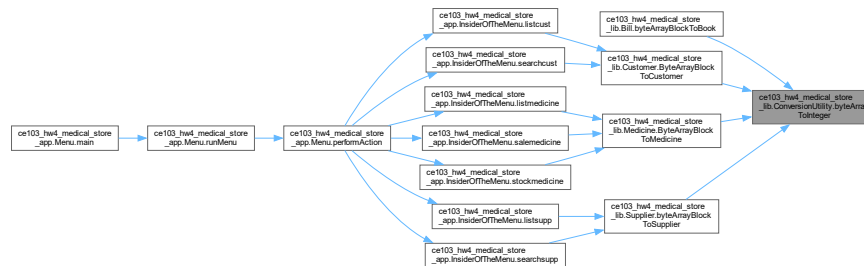 ce103_hw4_medical_store
_app.InsiderOfTheMenu.listcust
ce103_hw4_medical_store
_lib.Bill.byteArrayBlockToBook
ce103_hw4_medical_store
_app.InsiderOfTheMenu.searchcust
ce103_hw4_medical_store
_lib.Customer.ByteArrayBlock
ToCustomer
ce103_hw4_medical_store
_app.InsiderOfTheMenu.listmedicine
ce103_hw4_medical_store
_lib.ConversionUtility.byteArray
ToInteger
ce103_hw4_medical_store
_app.Menu.main
ce103_hw4_medical_store
_app.Menu.runMenu
ce103_hw4_medical_store
_app.Menu.performAction
ce103_hw4_medical_store
_app.InsiderOfTheMenu.salemedicine
ce103_hw4_medical_store
_lib.Medicine.ByteArrayBlock
ToMedicine
ce103_hw4_medical_store
_app.InsiderOfTheMenu.stockmedicine
ce103_hw4_medical_store
_app.InsiderOfTheMenu.listsupp
ce103_hw4_medical_store
_lib.Supplier.byteArrayBlock
ToSupplier
ce103_hw4_medical_store
_app.InsiderOfTheMenu.searchsupp